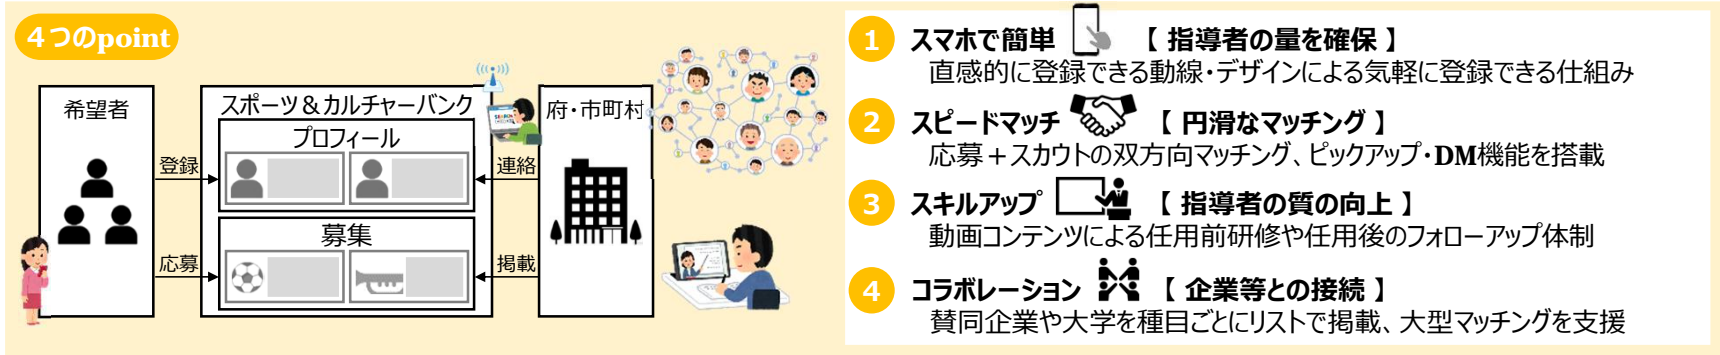 4つのpoint
希望者
スポーツ＆カルチャーバンク
府・市町村
プロフィール
登録
連絡
募集
応募
掲載
1 スマホで簡単 【 指導者の量を確保 】
直感的に登録できる動線・デザインによる気軽に登録できる仕組み
2 スピードマッチ 【 円滑なマッチング 】
応募＋スカウトの双方向マッチング、ピックアップ・DM機能を搭載
3 スキルアップ 【 指導者の質の向上 】
動画コンテンツによる任用前研修や任用後のフォローアップ体制
4 コラボレーション 【 企業等との接続 】
賛同企業や大学を種目ごとにリストで掲載、大型マッチングを支援